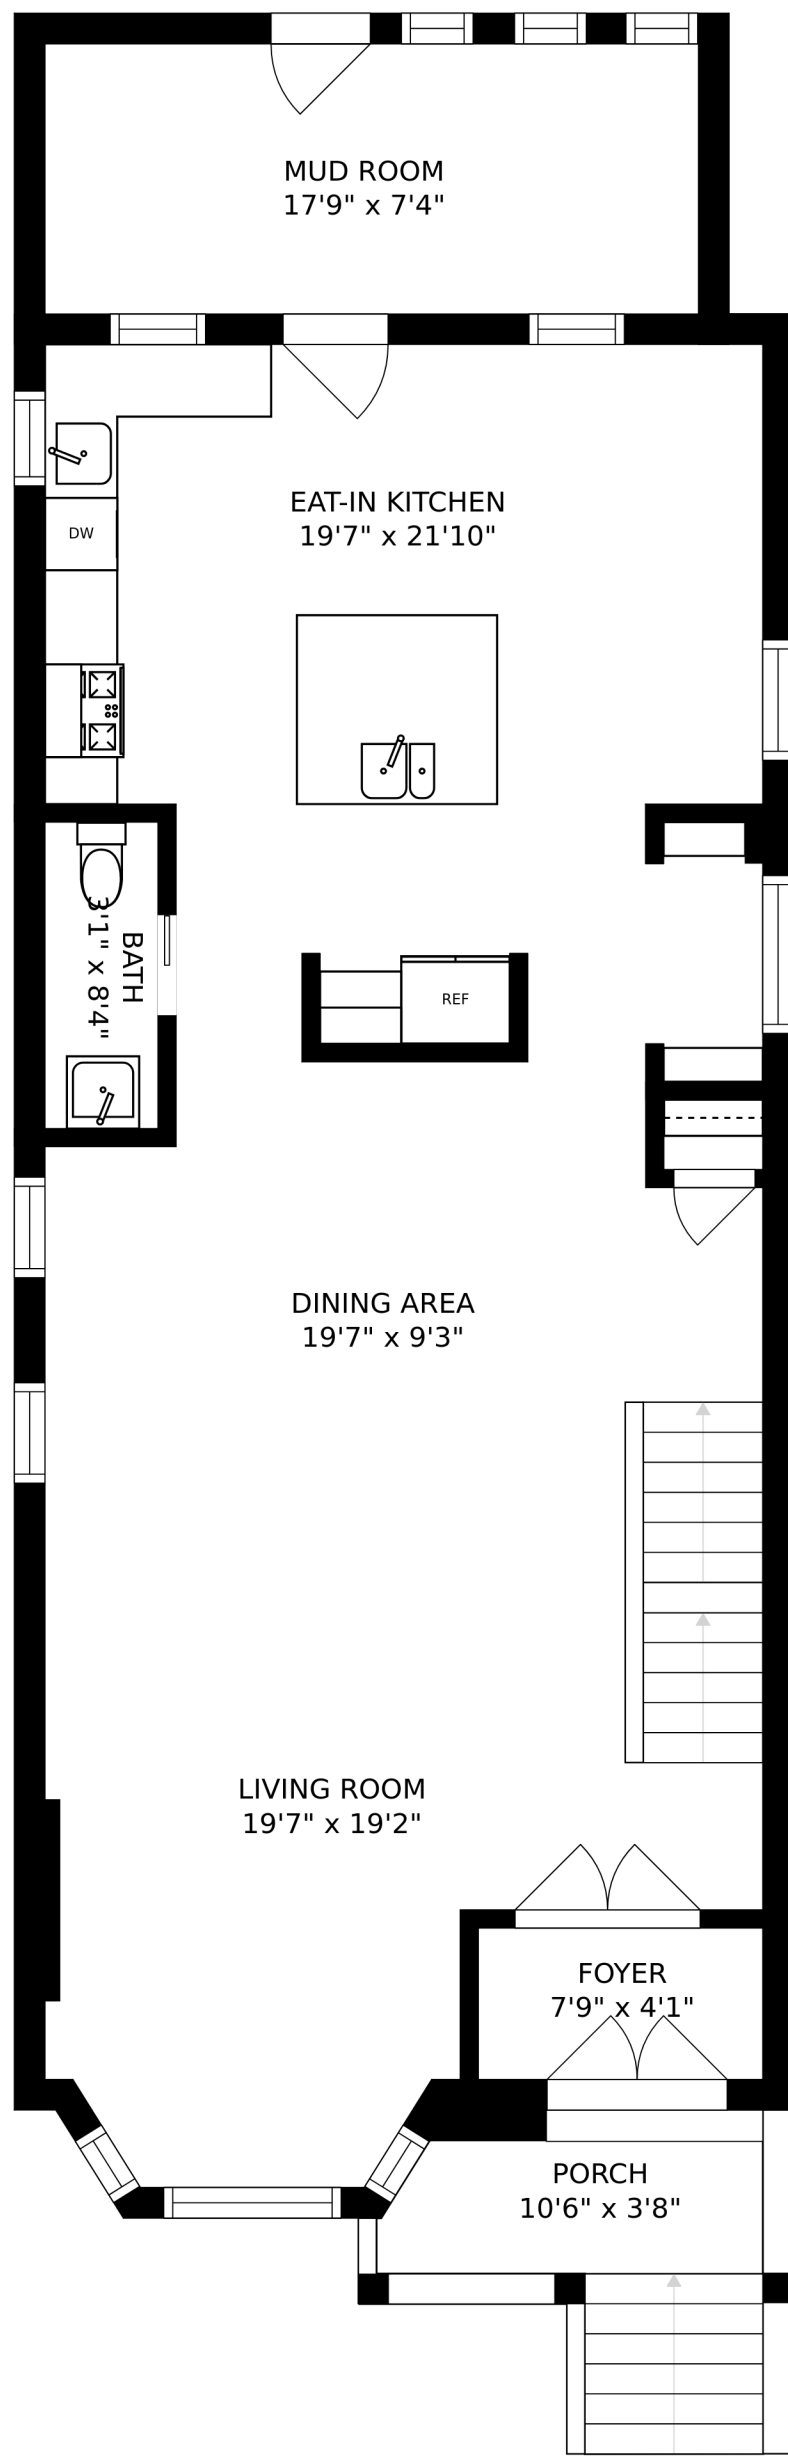 MUD ROOM
17'9" x 7'4"
EAT-IN KITCHEN
19'7" x 21'10"
DW
BATH
3'1" x 8'4"
REF
DINING AREA
19'7" x 9'3"
LIVING ROOM
19'7" x 19'2"
FOYER
7'9" x 4'1"
PORCH
10'6" x 3'8"